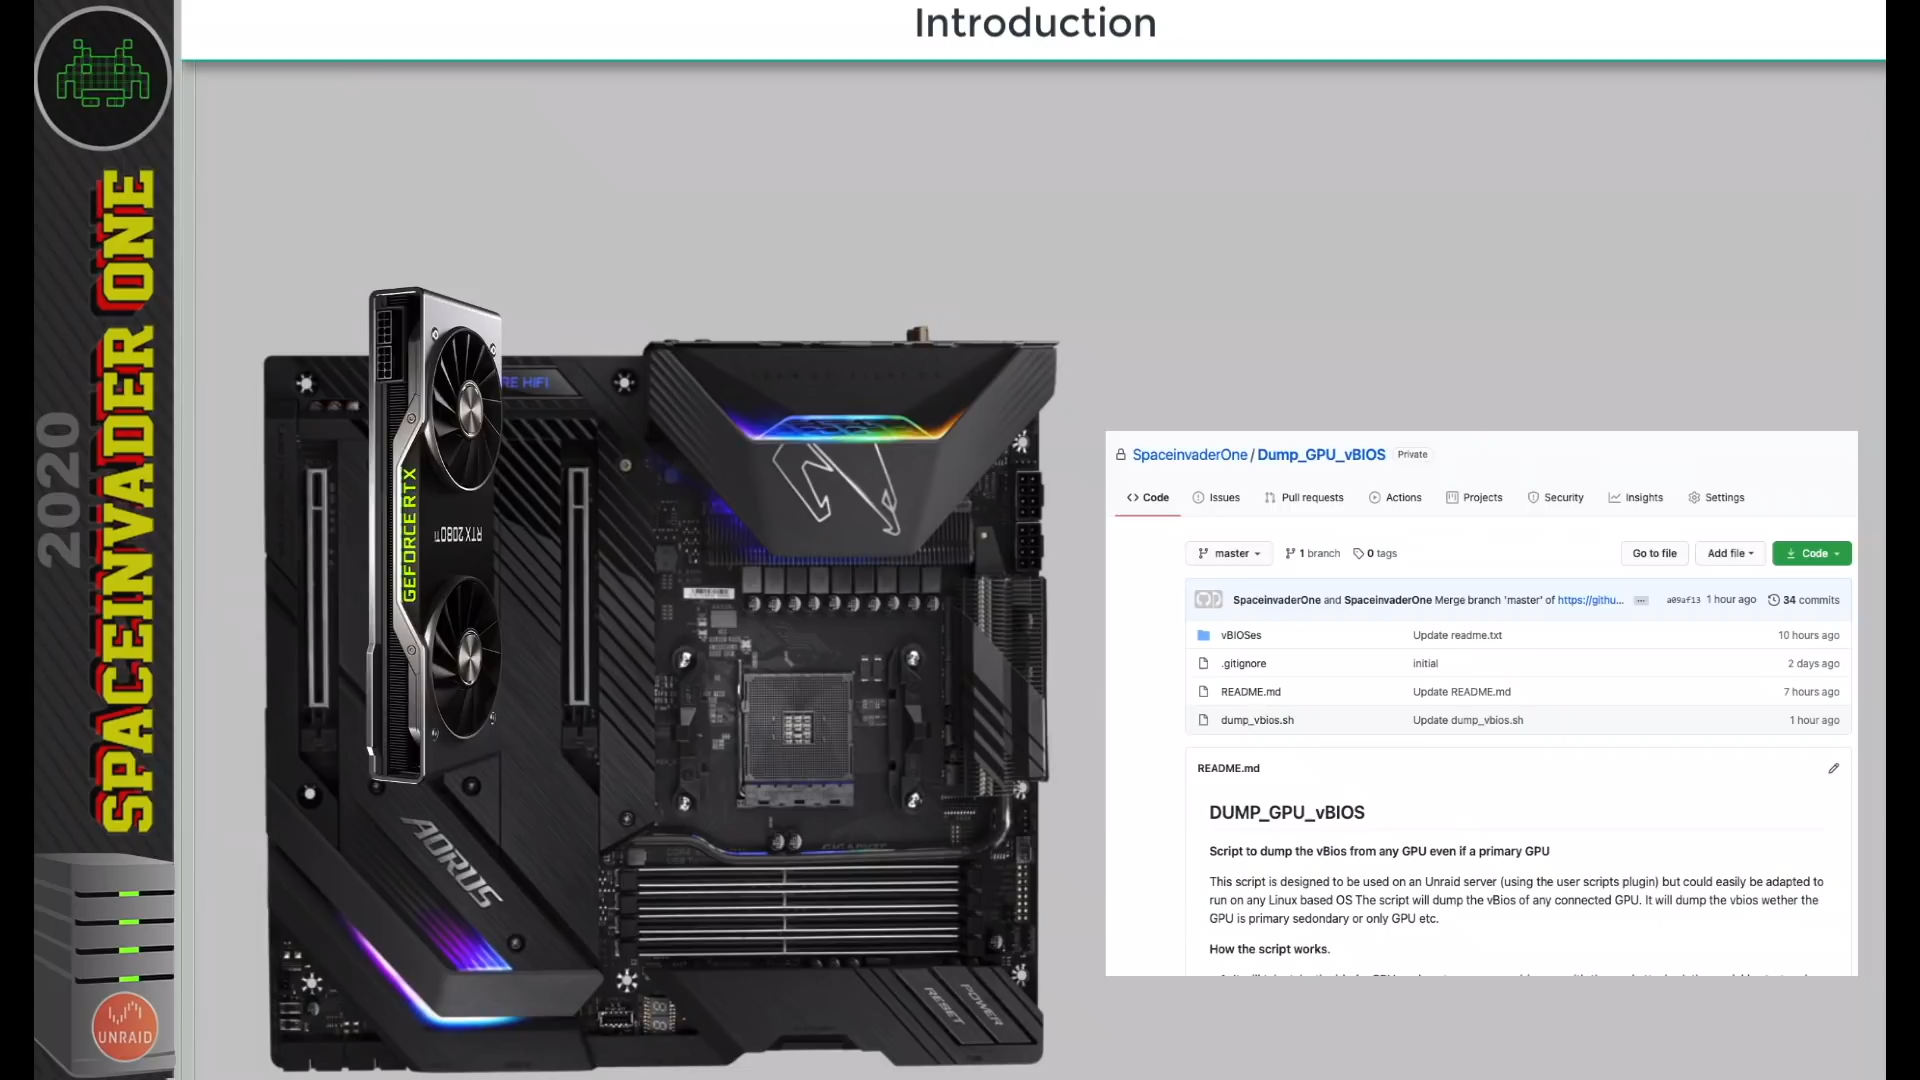 Introduction
2020
SPACEINVADER ONE
UNRAID
RE HIFI
GEFORCE RTX
RTX 2080 Ti
AORUS
RESET
POWER
SpaceinvaderOne / Dump_GPU_vBIOS Private
Code Issues Pull requests Actions Projects Security Insights Settings
master 1 branch 0 tags Go to file Add file Code
SpaceinvaderOne and SpaceinvaderOne Merge branch 'master' of https://githu... a09af13 1 hour ago 34 commits
vBIOSes Update readme.txt 10 hours ago
.gitignore initial 2 days ago
README.md Update README.md 7 hours ago
dump_vbios.sh Update dump_vbios.sh 1 hour ago
README.md
DUMP_GPU_vBIOS
Script to dump the vBios from any GPU even if a primary GPU
This script is designed to be used on an Unraid server (using the user scripts plugin) but could easily be adapted to
run on any Linux based OS The script will dump the vBios of any connected GPU. It will dump the vbios wether the
GPU is primary sedondary or only GPU etc.
How the script works.